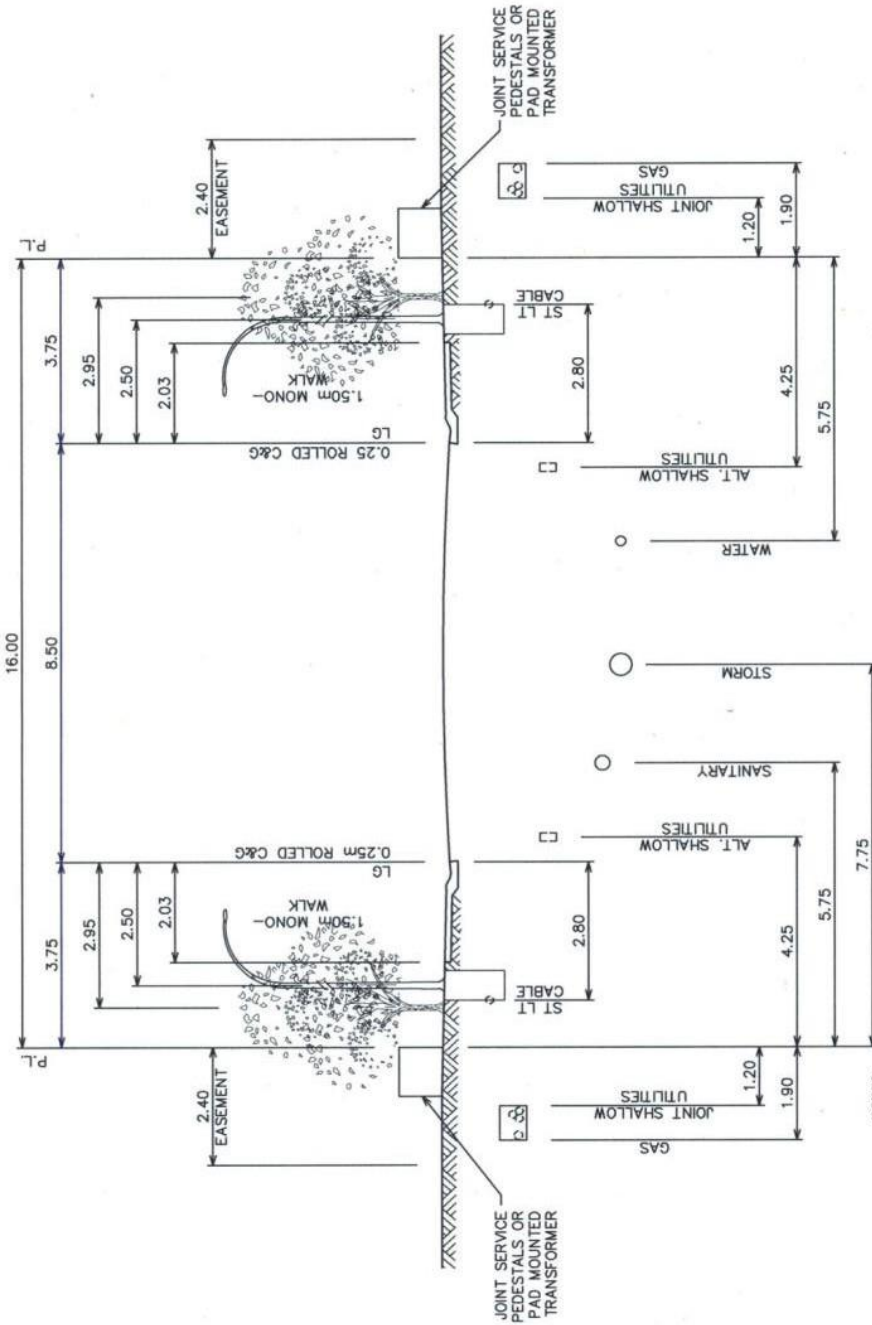 16.00
P.L.
P.L.
3.75
8.50
3.75
2.40
EASEMENT
2.95
2.50
2.03
1.50m MONO-
WALK
LG
0.25m ROLLED C&G
0.25 ROLLED C&G
LG
1.50m MONO-
WALK
2.95
2.50
2.03
2.40
EASEMENT
JOINT SERVICE
PEDESTALS OR
PAD MOUNTED
TRANSFORMER
JOINT SERVICE
PEDESTALS OR
PAD MOUNTED
TRANSFORMER
ST LT
CABLE
ST LT
CABLE
2.80
2.80
GAS
JOINT SHALLOW
UTILITIES
ALT. SHALLOW
UTILITIES
SANITARY
STORM
WATER
ALT. SHALLOW
UTILITIES
JOINT SHALLOW
UTILITIES
GAS
1.20
1.90
4.25
5.75
7.75
4.25
5.75
1.20
1.90